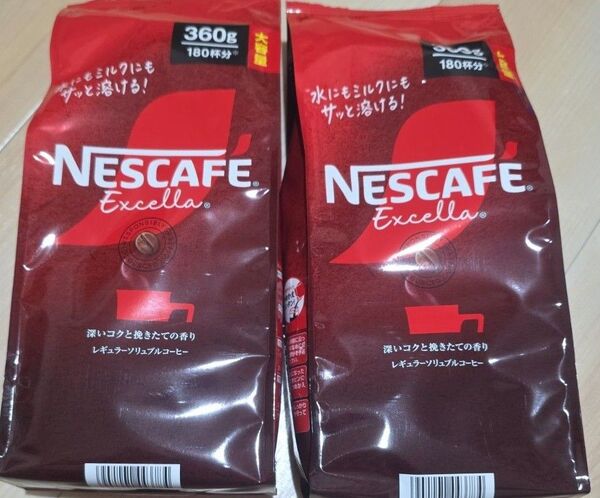 360g
180杯分※
大容量
水にもミルクにも
サッと溶ける!
NESCAFÉ®
Excella®
RESPONSIBLY
深いコクと挽きたての香り
レギュラーソリュブルコーヒー
180杯分※
水にもミルクにも
サッと溶ける!
NESCAFÉ®
Excella®
深いコクと挽きたての香り
レギュラーソリュブルコーヒー